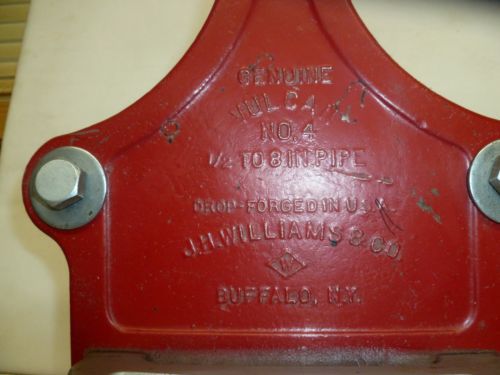 GENUINE
VULCAN
NO. 4
1/2 TO 8 IN PIPE
DROP-FORGED IN U.S.A.
J.H. WILLIAMS & CO.
W
BUFFALO, N.Y.